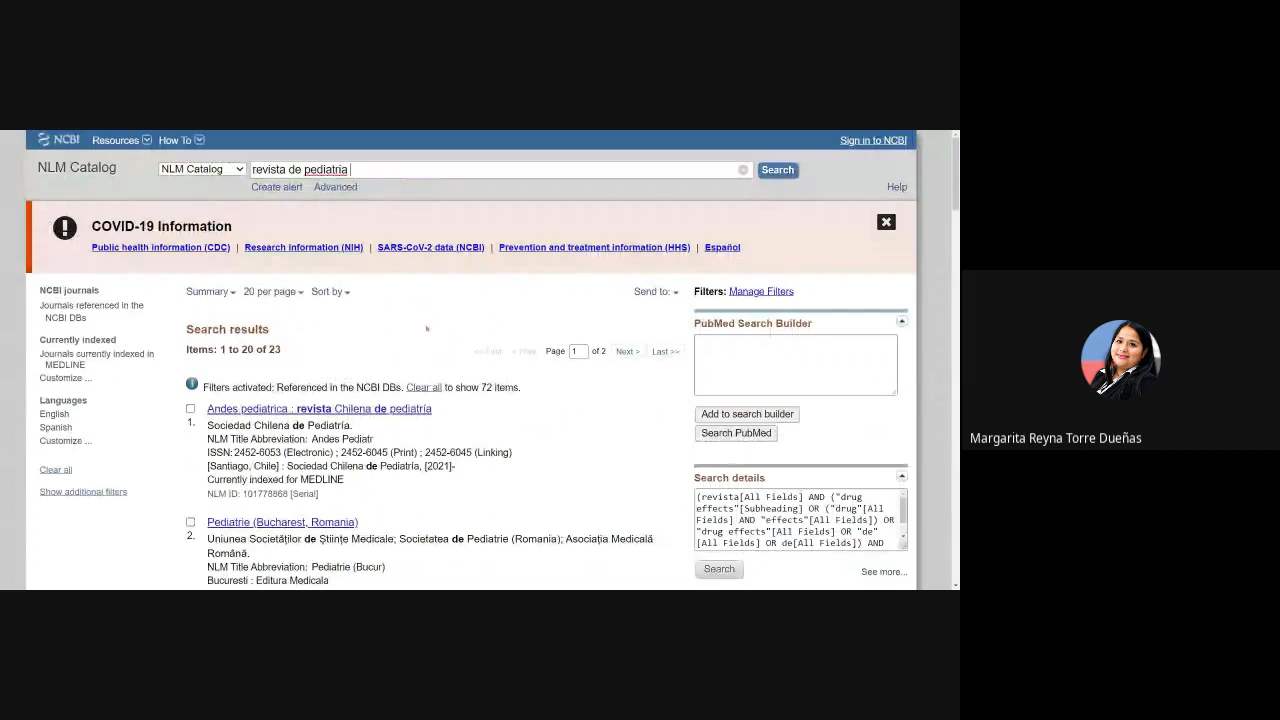 NCBI Resources How To Sign in to NCBI
NLM Catalog NLM Catalog revista de pediatria Search
Create alert Advanced Help
COVID-19 Information
Public health information (CDC) | Research information (NIH) | SARS-CoV-2 data (NCBI) | Prevention and treatment information (HHS) | Español
NCBI journals
Journals referenced in the
NCBI DBs
Currently indexed
Journals currently indexed in
MEDLINE
Customize ...
Languages
English
Spanish
Customize ...
Clear all
Show additional filters
Summary 20 per page Sort by Send to:
Search results
Items: 1 to 20 of 23
<< First < Prev Page 1 of 2 Next > Last >>
Filters activated: Referenced in the NCBI DBs. Clear all to show 72 items.
Andes pediatrica : revista Chilena de pediatría
1.
Sociedad Chilena de Pediatría.
NLM Title Abbreviation: Andes Pediatr
ISSN: 2452-6053 (Electronic) ; 2452-6045 (Print) ; 2452-6045 (Linking)
[Santiago, Chile] : Sociedad Chilena de Pediatría, [2021]-
Currently indexed for MEDLINE
NLM ID: 101778868 [Serial]
Pediatrie (Bucharest, Romania)
2.
Uniunea Societăților de Științe Medicale; Societatea de Pediatrie (Romania); Asociația Medicală
Română.
NLM Title Abbreviation: Pediatrie (Bucur)
Bucuresti : Editura Medicala
Filters: Manage Filters
PubMed Search Builder
Add to search builder
Search PubMed
Search details
(revista[All Fields] AND ("drug
effects"[Subheading] OR ("drug"[All
Fields] AND "effects"[All Fields]) OR
"drug effects"[All Fields] OR "de"
[All Fields] OR de[All Fields]) AND
Search See more...
Margarita Reyna Torre Dueñas